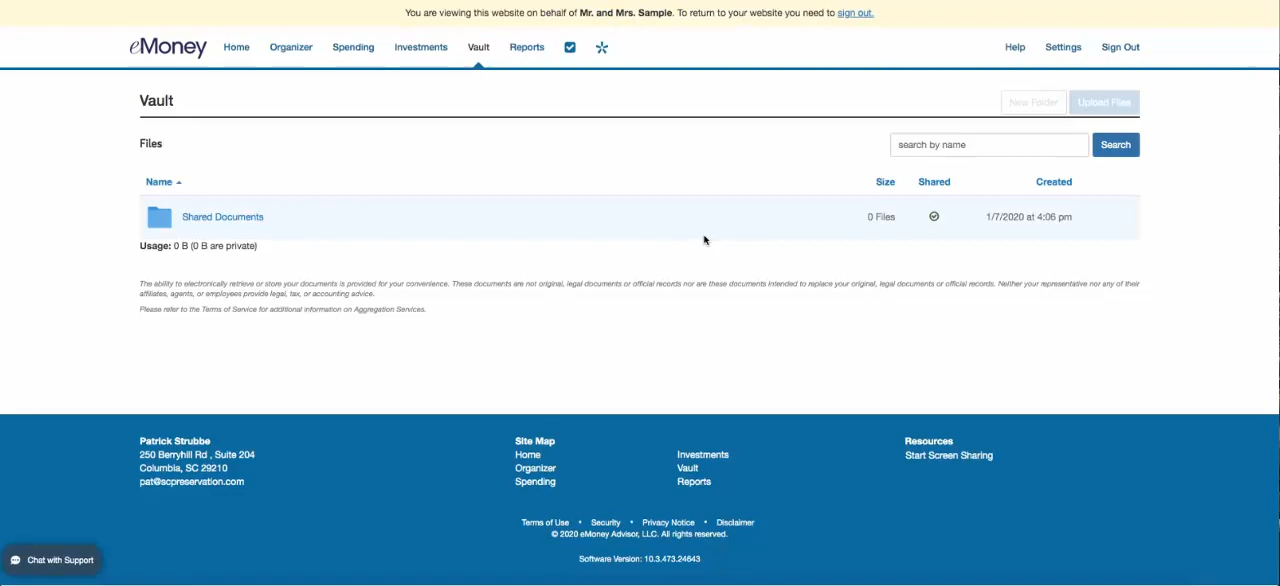 You are viewing this website on behalf of Mr. and Mrs. Sample. To return to your website you need to sign out.
eMoney Home Organizer Spending Investments Vault Reports Help Settings Sign Out
Vault New Folder Upload Files
Files search by name Search
Name Size Shared Created
Shared Documents 0 Files 1/7/2020 at 4:06 pm
Usage: 0 B (0 B are private)
The ability to electronically retrieve or store your documents is provided for your convenience. These documents are not original, legal documents or official records nor are these documents intended to replace your original, legal documents or official records. Neither your representative nor any of their
affiliates, agents, or employees provide legal, tax, or accounting advice.
Please refer to the Terms of Service for additional information on Aggregation Services.
Patrick Strubbe
250 Berryhill Rd , Suite 204
Columbia, SC 29210
pat@scpreservation.com
Site Map
Home
Organizer
Spending
Investments
Vault
Reports
Resources
Start Screen Sharing
Terms of Use • Security • Privacy Notice • Disclaimer
© 2020 eMoney Advisor, LLC. All rights reserved.
Software Version: 10.3.473.24643
Chat with Support